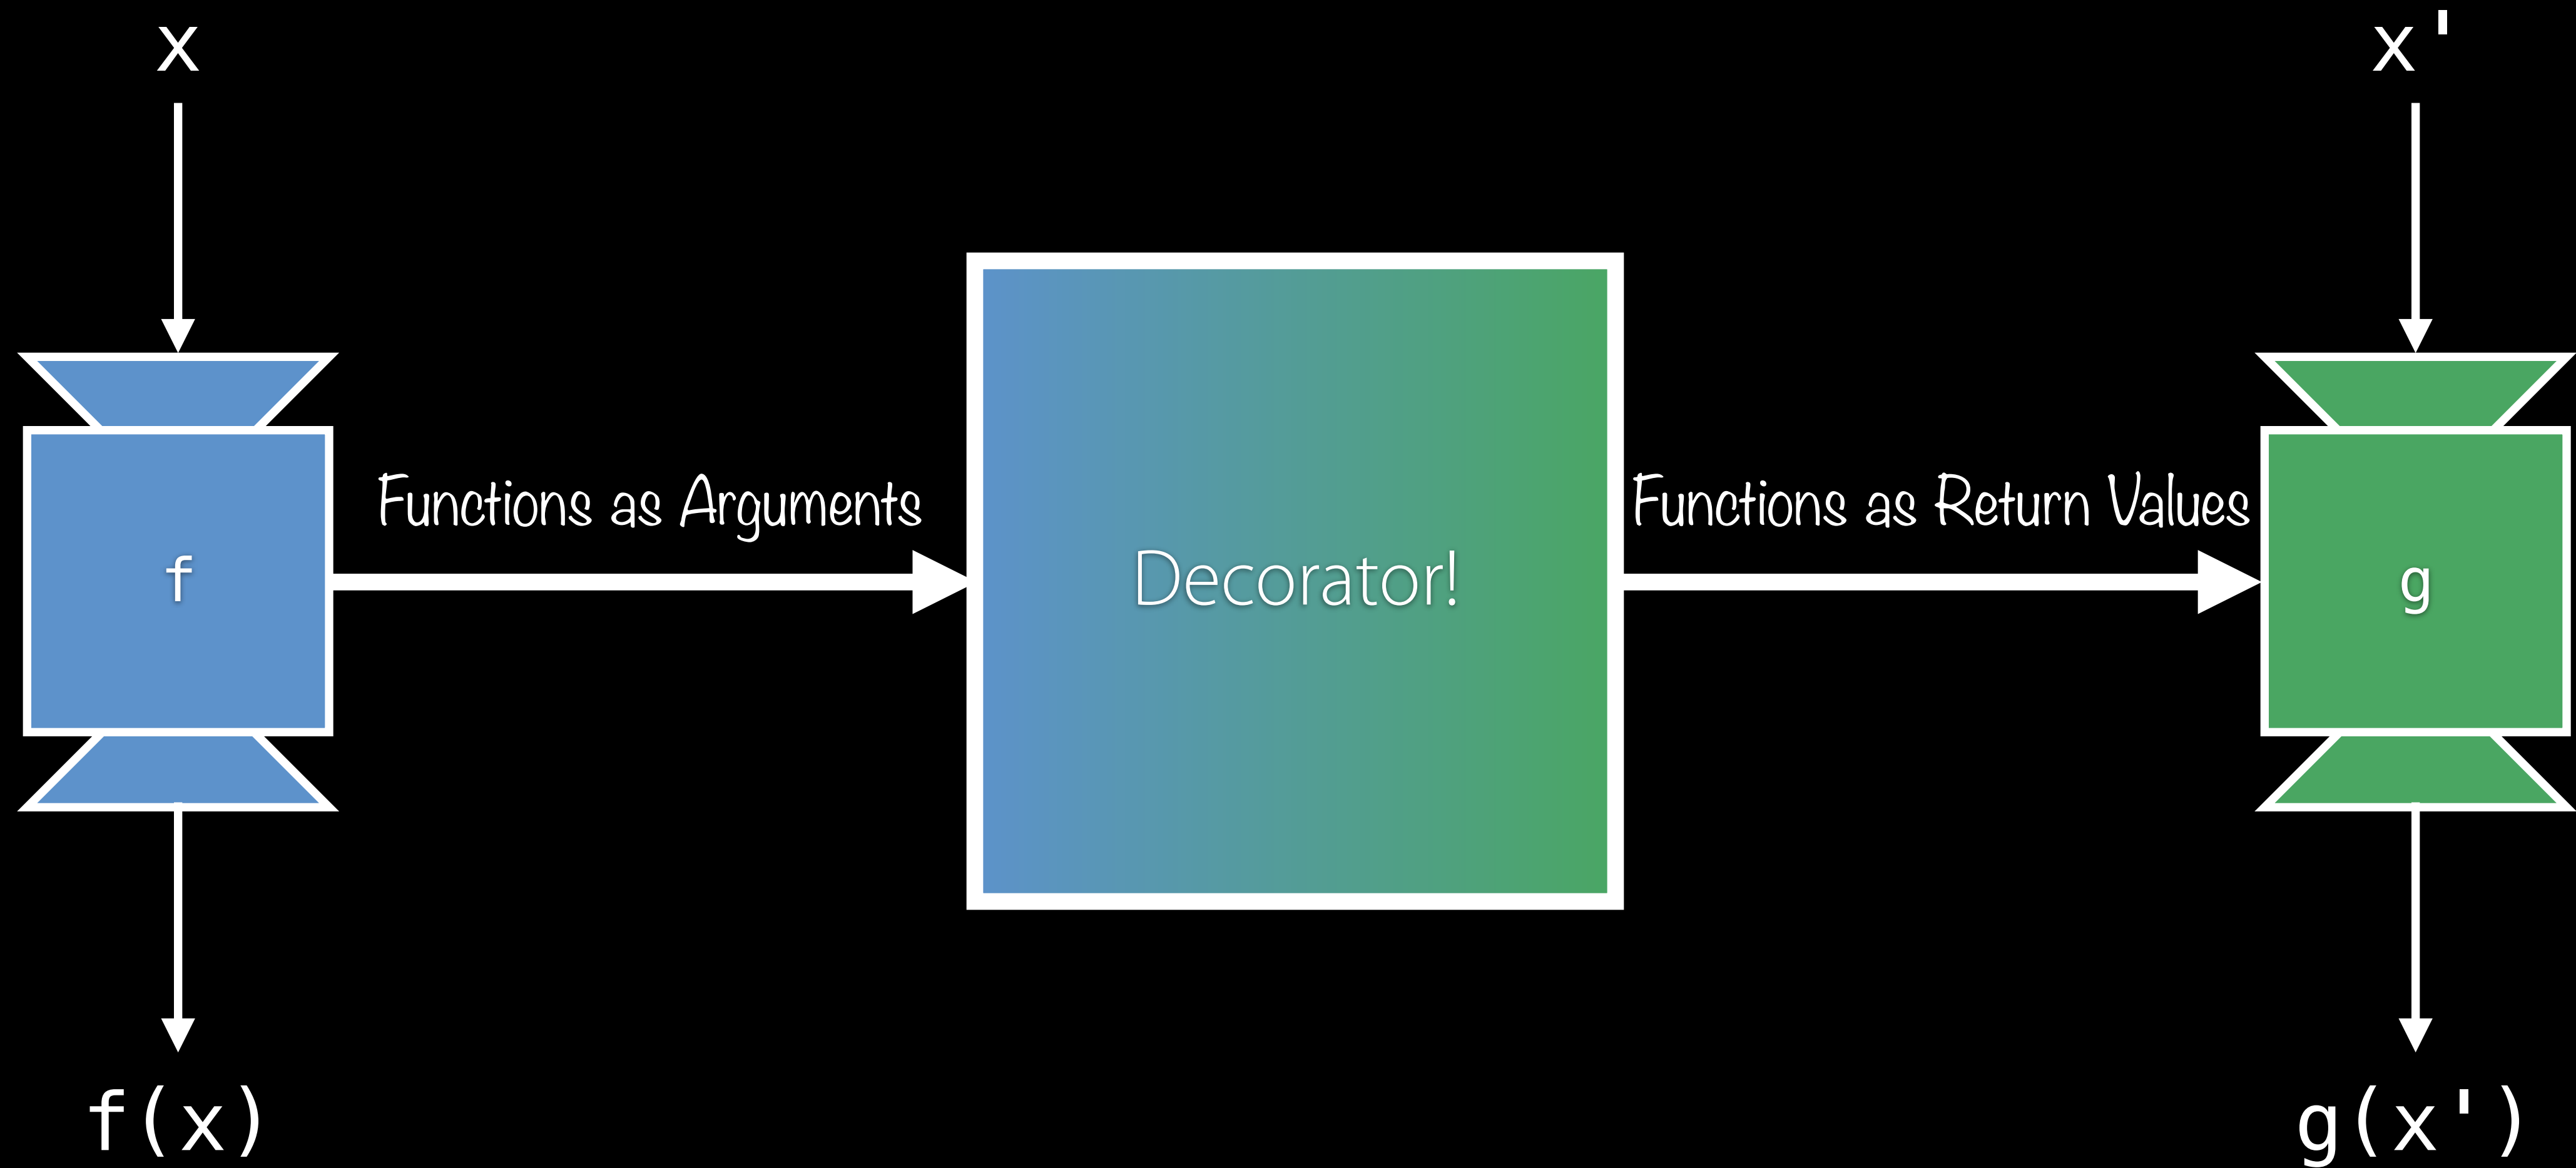 x
x'
Functions as Arguments
Functions as Return Values
f
Decorator!
g
f(x)
g(x')